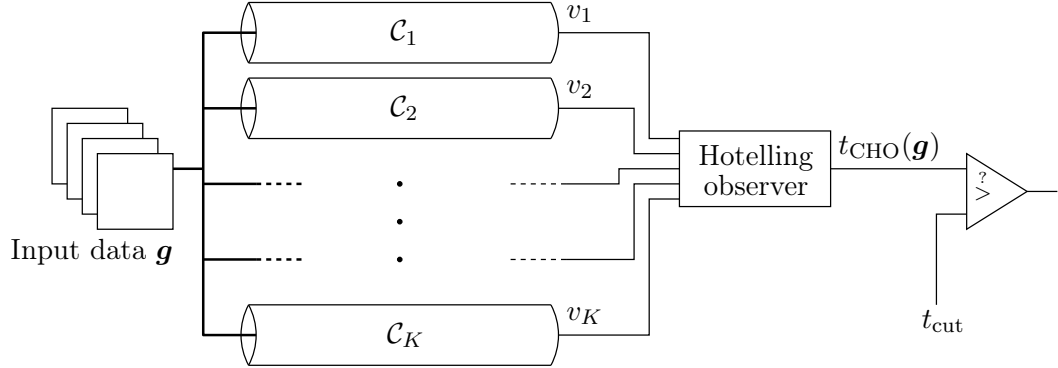 𝒞₁
v₁
𝒞₂
v₂
Hotelling
observer
t_CHO(𝒈)
?
>
Input data 𝒈
𝒞_K
v_K
t_cut